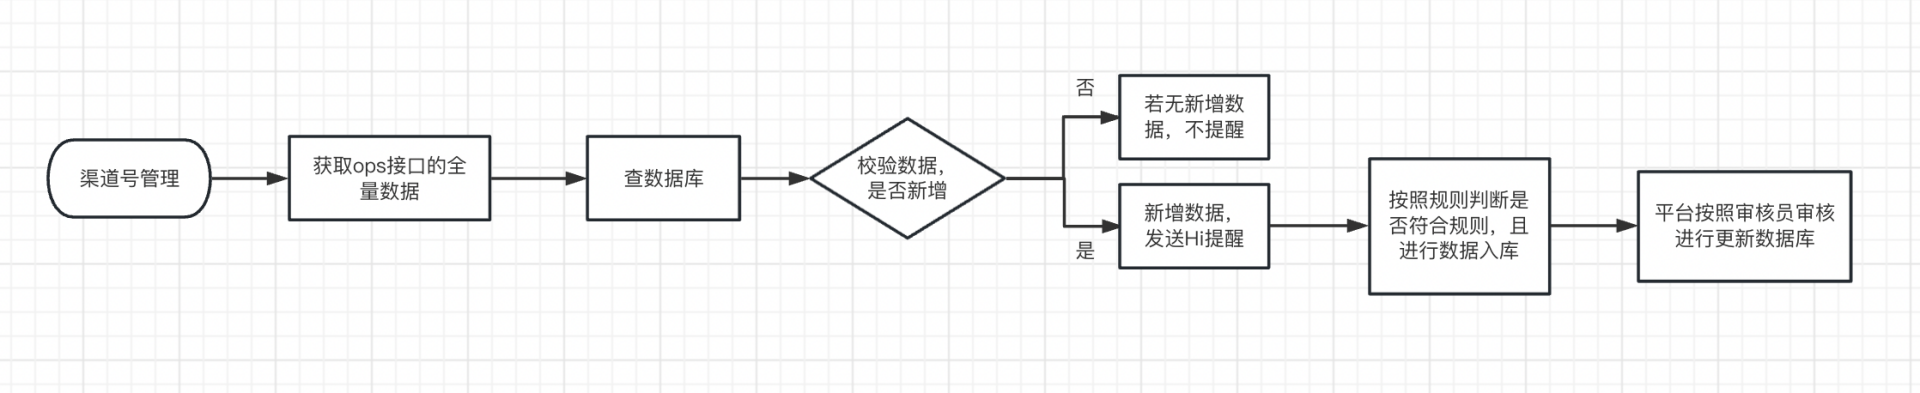 渠道号管理
获取ops接口的全
量数据
查数据库
校验数据，
是否新增
否
若无新增数
据，不提醒
是
新增数据，
发送Hi提醒
按照规则判断是
否符合规则，且
进行数据入库
平台按照审核员审核
进行更新数据库